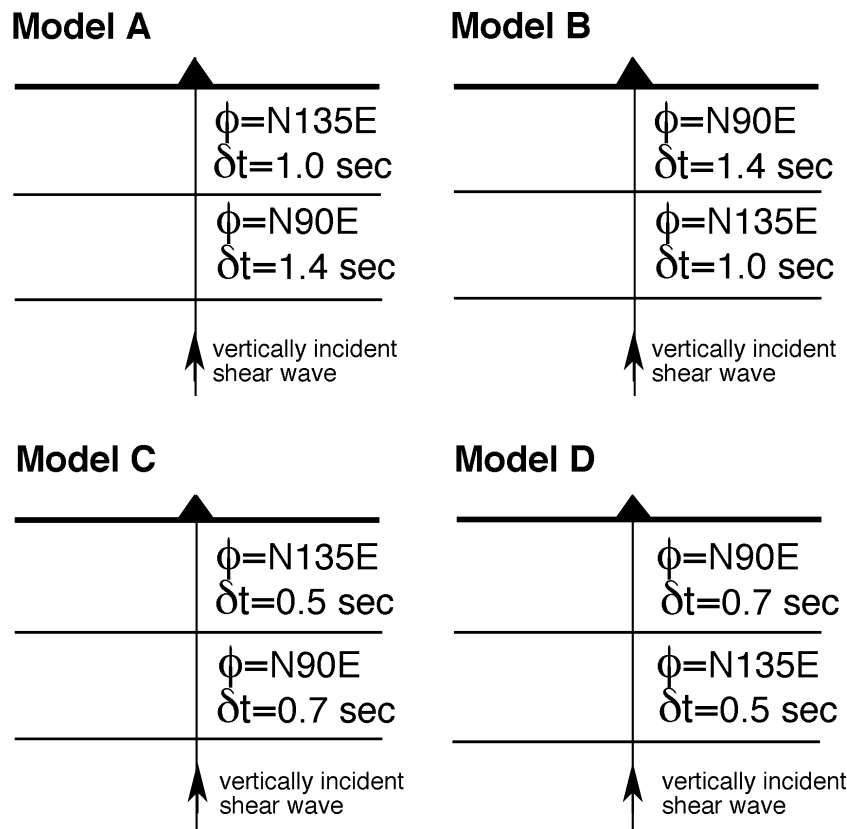 Model A
ϕ=N135E
δt=1.0 sec
ϕ=N90E
δt=1.4 sec
vertically incident
shear wave
Model B
ϕ=N90E
δt=1.4 sec
ϕ=N135E
δt=1.0 sec
vertically incident
shear wave
Model C
ϕ=N135E
δt=0.5 sec
ϕ=N90E
δt=0.7 sec
vertically incident
shear wave
Model D
ϕ=N90E
δt=0.7 sec
ϕ=N135E
δt=0.5 sec
vertically incident
shear wave